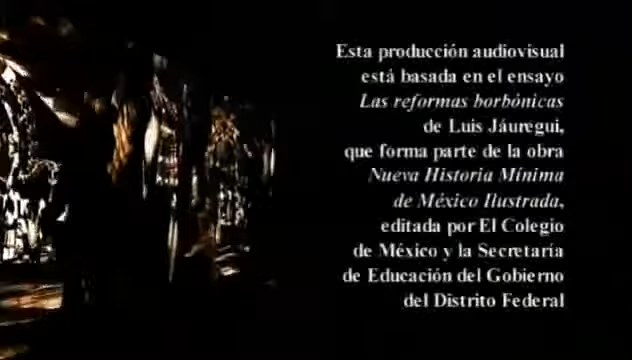 Esta producción audiovisual
está basada en el ensayo
Las reformas borbónicas
de Luis Jáuregui,
que forma parte de la obra
Nueva Historia Mínima
de México Ilustrada,
editada por El Colegio
de México y la Secretaría
de Educación del Gobierno
del Distrito Federal